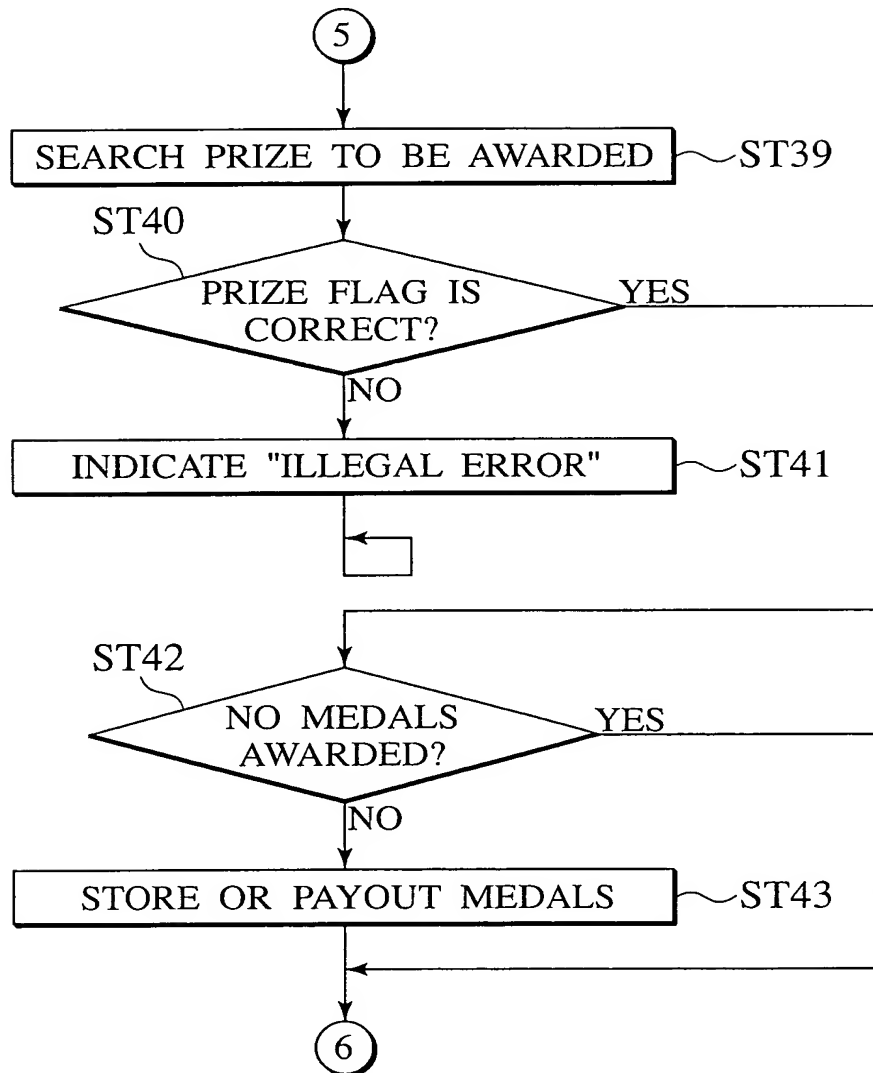 5
SEARCH PRIZE TO BE AWARDED
ST39
ST40
PRIZE FLAG IS
CORRECT?
YES
NO
INDICATE "ILLEGAL ERROR"
ST41
ST42
NO MEDALS
AWARDED?
YES
NO
STORE OR PAYOUT MEDALS
ST43
6